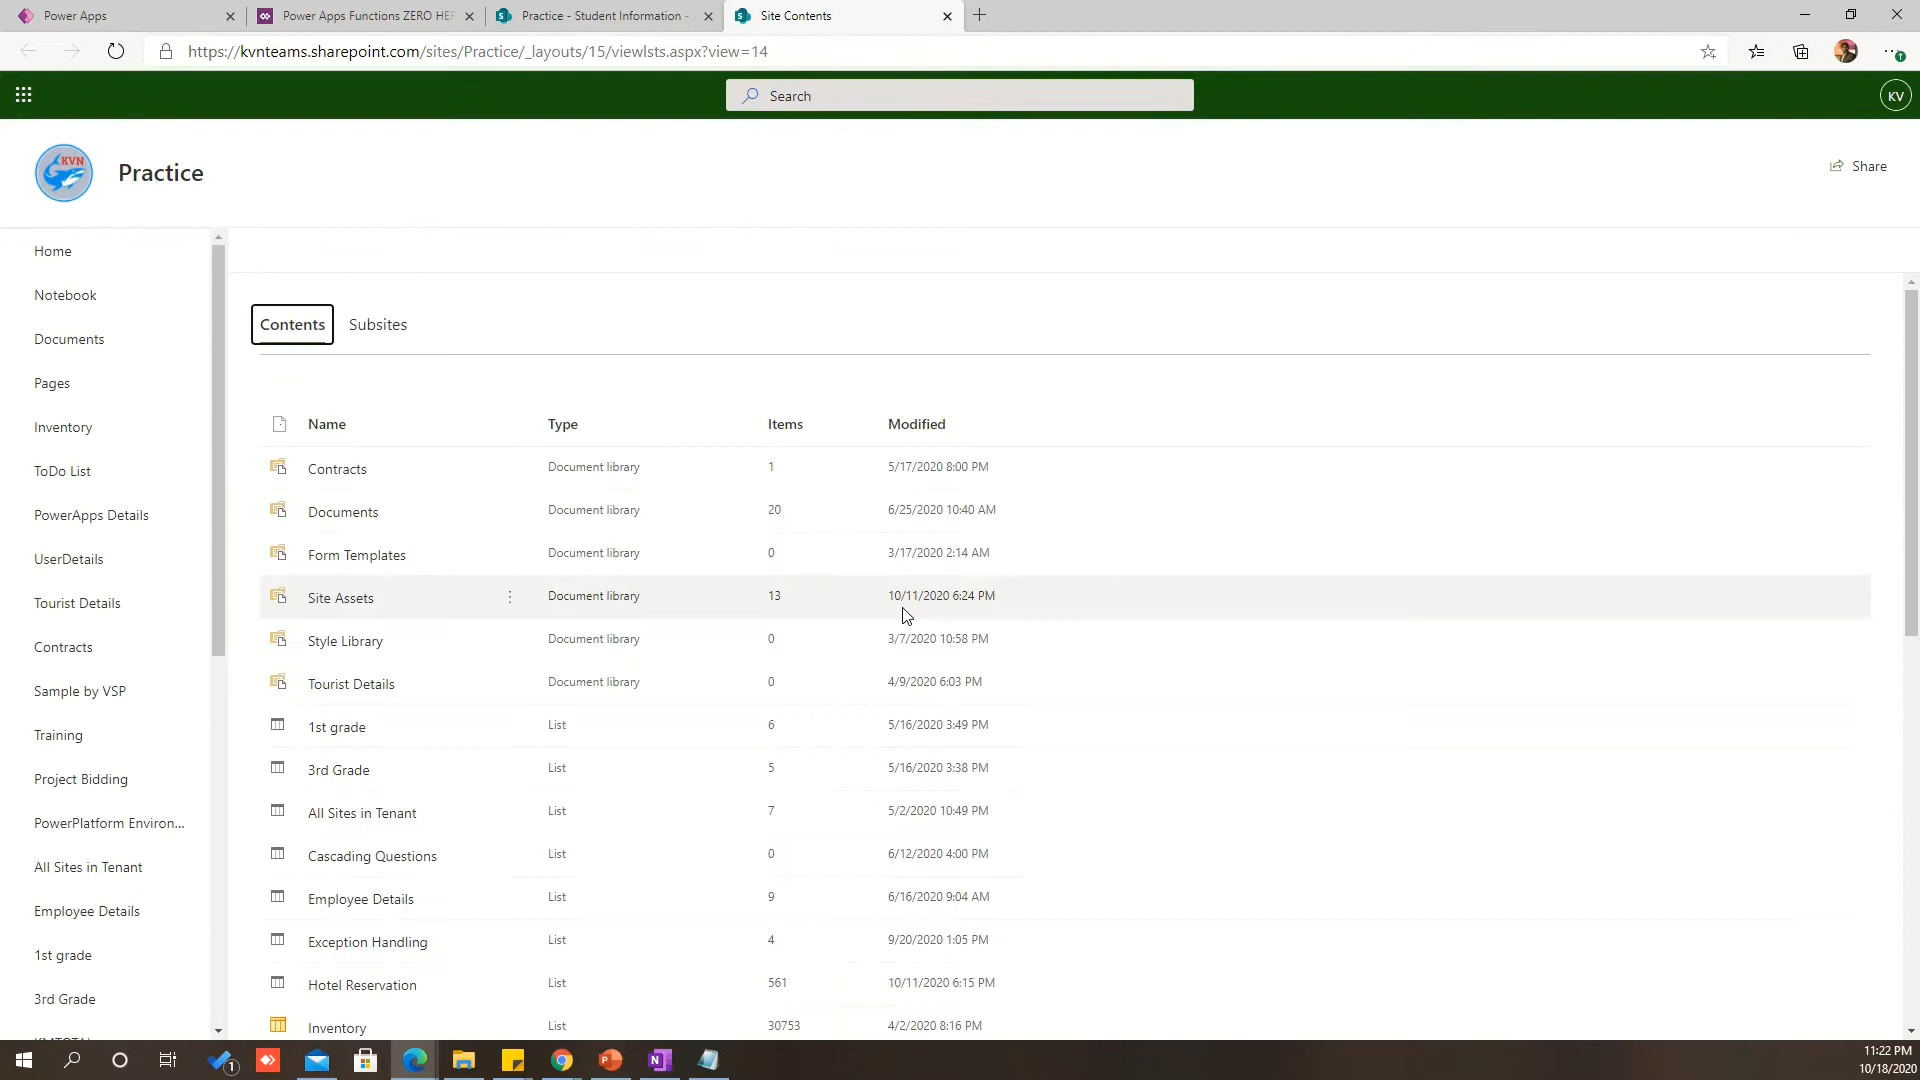 Power Apps
Power Apps Functions ZERO HER
Practice - Student Information -
Site Contents
https://kvnteams.sharepoint.com/sites/Practice/_layouts/15/viewlsts.aspx?view=14
Search
KV
KVN
Practice
Share
Home
Notebook
Documents
Pages
Inventory
ToDo List
PowerApps Details
UserDetails
Tourist Details
Contracts
Sample by VSP
Training
Project Bidding
PowerPlatform Environ...
All Sites in Tenant
Employee Details
1st grade
3rd Grade
Contents Subsites
Name Type Items Modified
Contracts Document library 1 5/17/2020 8:00 PM
Documents Document library 20 6/25/2020 10:40 AM
Form Templates Document library 0 3/17/2020 2:14 AM
Site Assets Document library 13 10/11/2020 6:24 PM
Style Library Document library 0 3/7/2020 10:58 PM
Tourist Details Document library 0 4/9/2020 6:03 PM
1st grade List 6 5/16/2020 3:49 PM
3rd Grade List 5 5/16/2020 3:38 PM
All Sites in Tenant List 7 5/2/2020 10:49 PM
Cascading Questions List 0 6/12/2020 4:00 PM
Employee Details List 9 6/16/2020 9:04 AM
Exception Handling List 4 9/20/2020 1:05 PM
Hotel Reservation List 561 10/11/2020 6:15 PM
Inventory List 30753 4/2/2020 8:16 PM
1
11:22 PM
10/18/2020